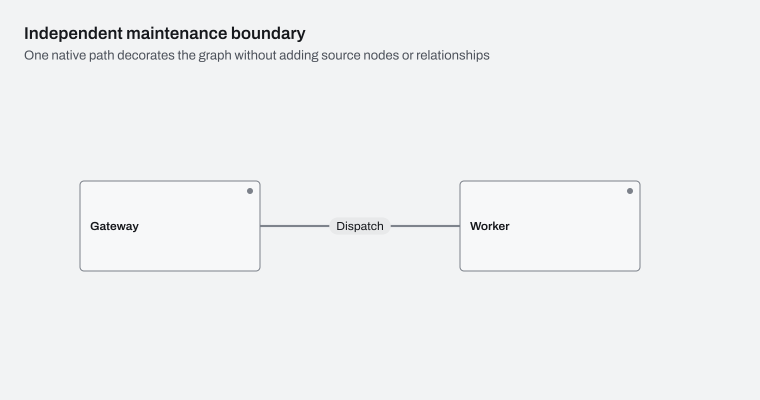 Independent maintenance boundary
One native path decorates the graph without adding source nodes or relationships
Gateway
Dispatch
Worker